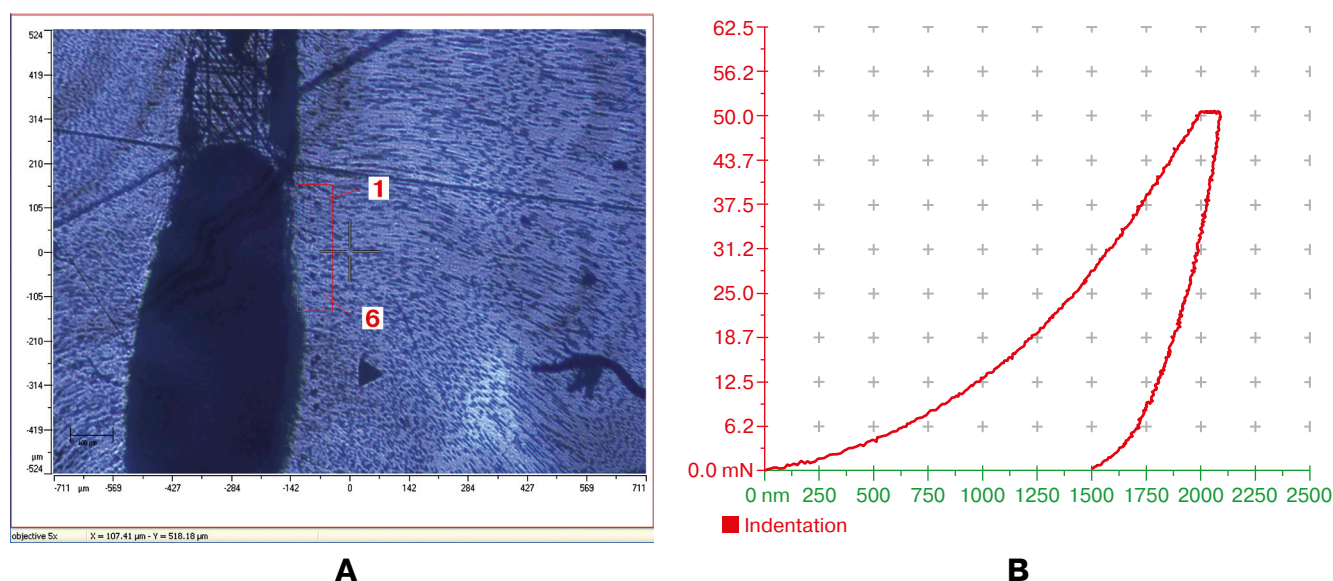 524
419
314
210
105
0
-105
-210
-314
-419
µm
-524
-711 µm -569 -427 -284 -142 0 142 284 427 569 711
1
6
100 µm
objective 5x X = 107.41 µm - Y = 518.18 µm
A
62.5
56.2
50.0
43.7
37.5
31.2
25.0
18.7
12.5
6.2
0.0 mN
0 nm 250 500 750 1000 1250 1500 1750 2000 2250 2500
Indentation
B